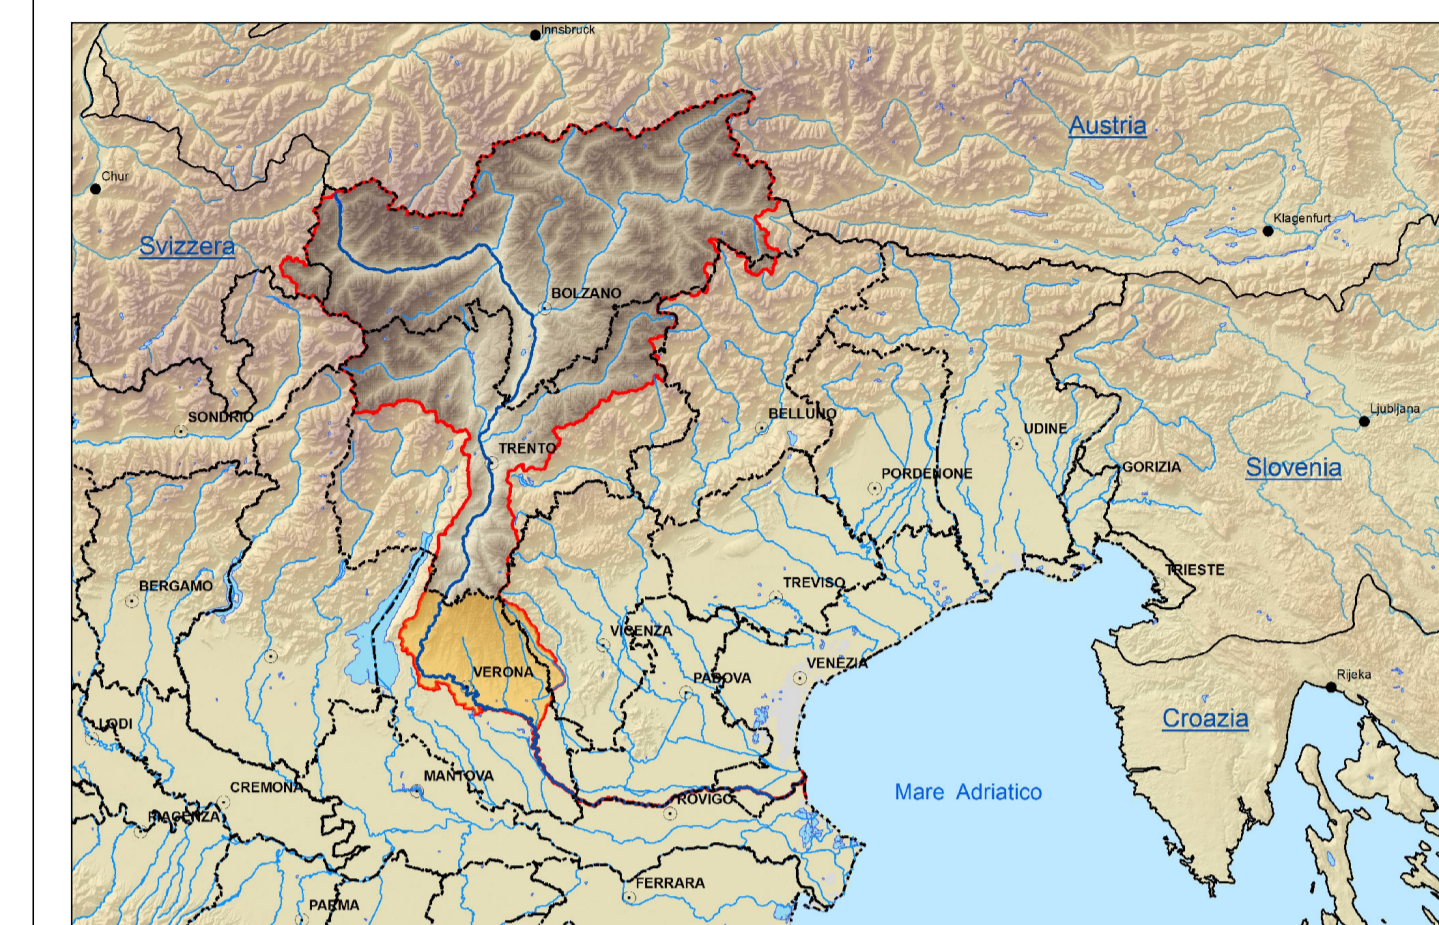 Innsbruck
Austria
Chur
Klagenfurt
Svizzera
BOLZANO
Ljubljana
SONDRIO
BELLUNO
UDINE
TRENTO
GORIZIA
Slovenia
PORDENONE
TRIESTE
BERGAMO
TREVISO
VICENZA
VENEZIA
VERONA
PADOVA
Rijeka
Croazia
LODI
MANTOVA
CREMONA
Mare Adriatico
ROVIGO
PIACENZA
FERRARA
PARMA